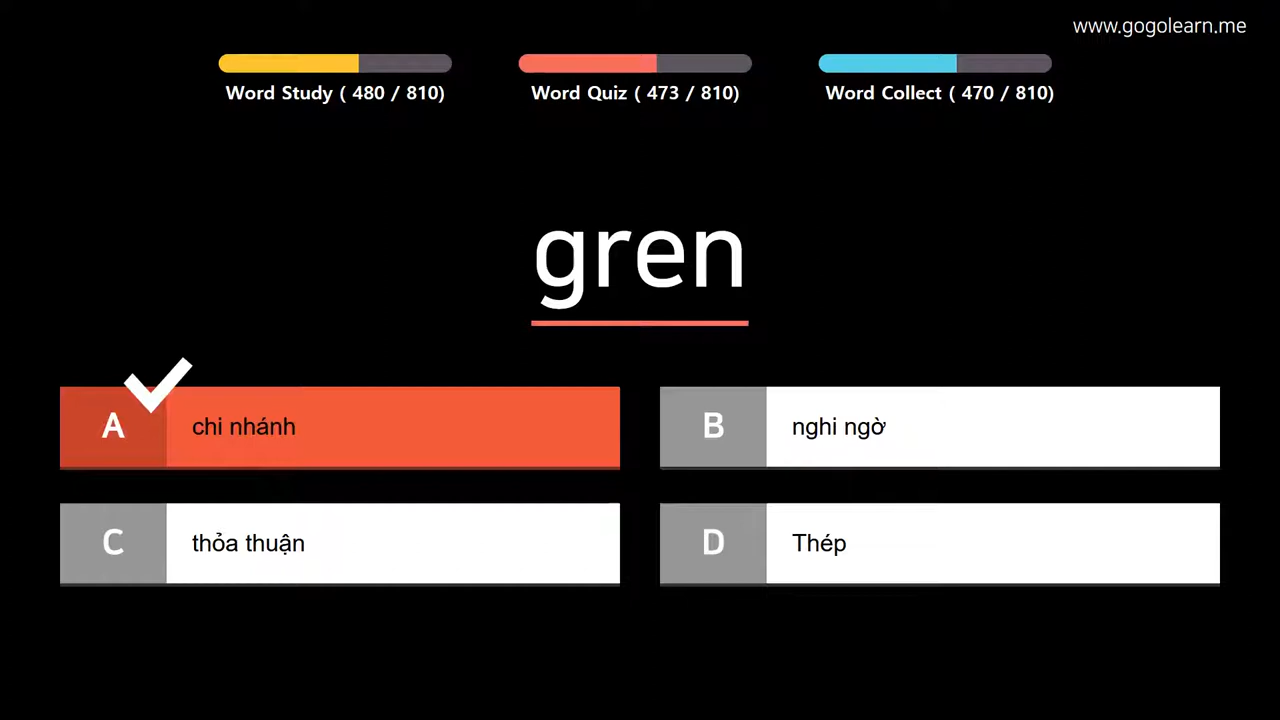 www.gogolearn.me
Word Study ( 480 / 810)
Word Quiz ( 473 / 810)
Word Collect ( 470 / 810)
gren
A chi nhánh
B nghi ngờ
C thỏa thuận
D Thép